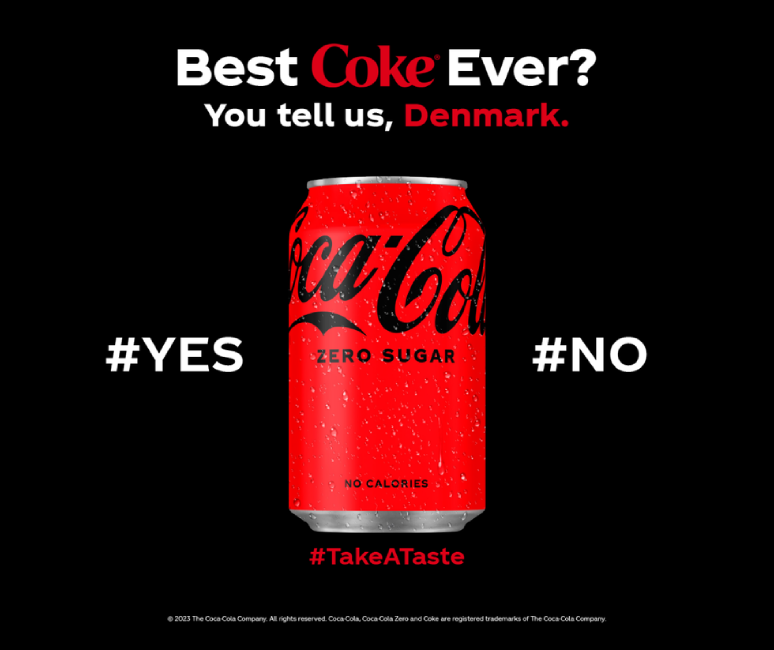 Best Coke Ever?
You tell us, Denmark.
Coca-Cola
ZERO SUGAR
#YES
#NO
NO CALORIES
#TakeATaste
© 2023 The Coca-Cola Company. All rights reserved. Coca-Cola, Coca-Cola Zero and Coke are registered trademarks of The Coca-Cola Company.